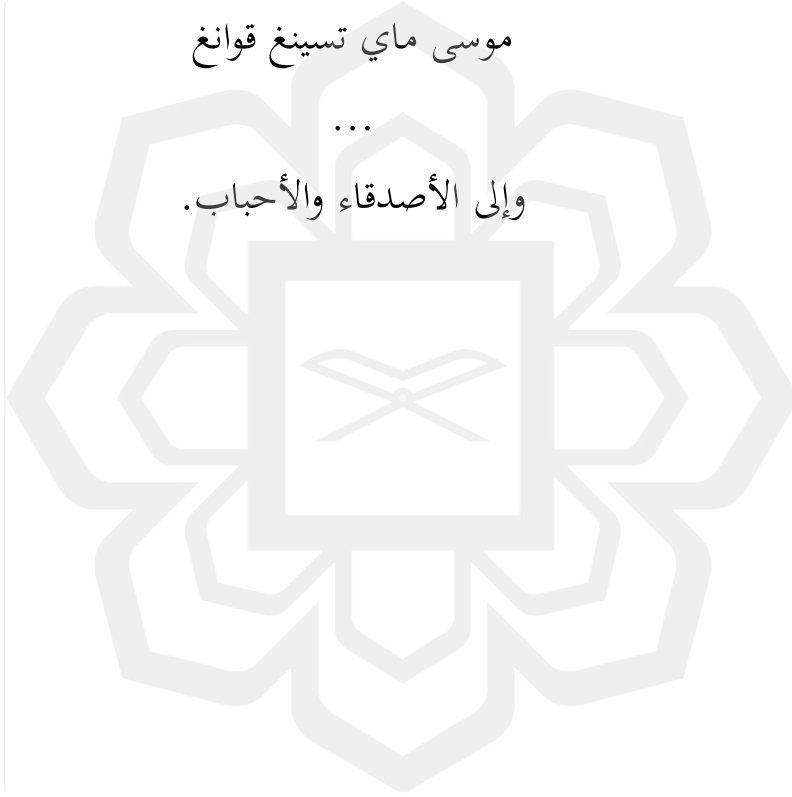 موسى ماي تسينغ قوانغ
...
وإلى الأصدقاء والأحباب.